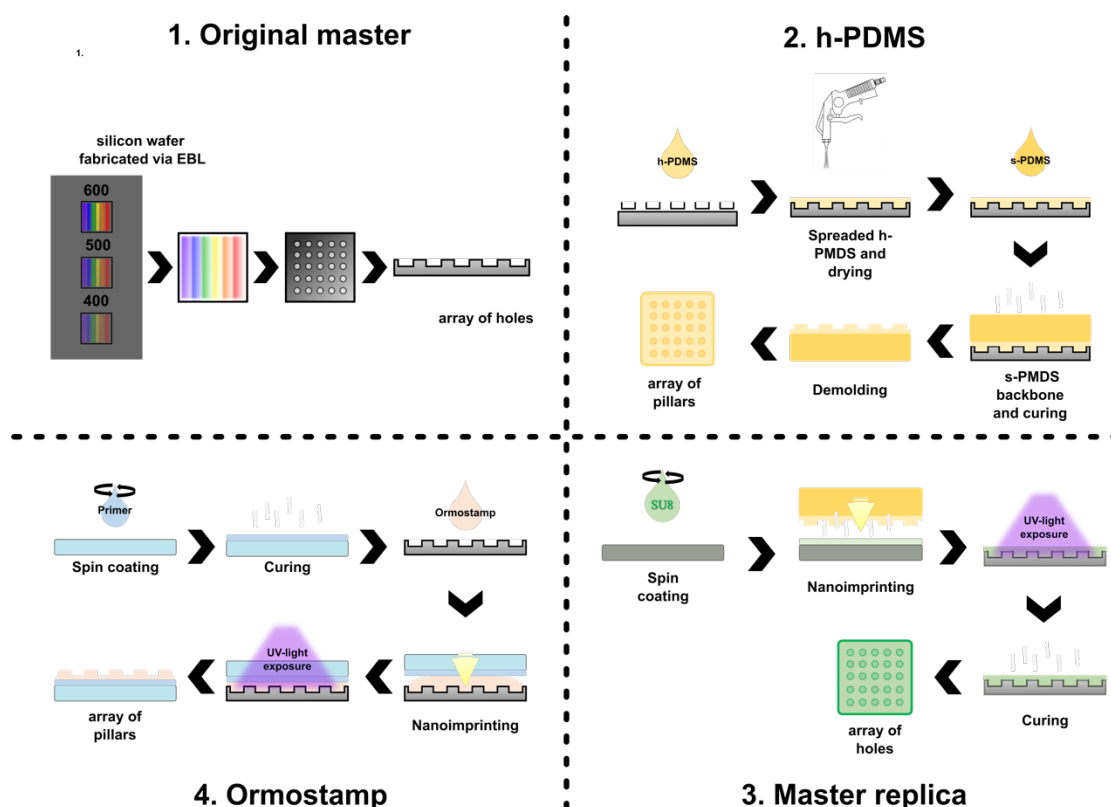 1. Original master
1.
silicon wafer
fabricated via EBL
600
500
400
array of holes
2. h-PDMS
h-PDMS
s-PDMS
Spreaded h-
PMDS and
drying
array of
pillars
Demolding
s-PMDS
backbone
and curing
Primer
Ormostamp
Spin coating
Curing
UV-light
exposure
array of
pillars
Nanoimprinting
4. Ormostamp
SU8
UV-light
exposure
Spin
coating
Nanoimprinting
array of
holes
Curing
3. Master replica